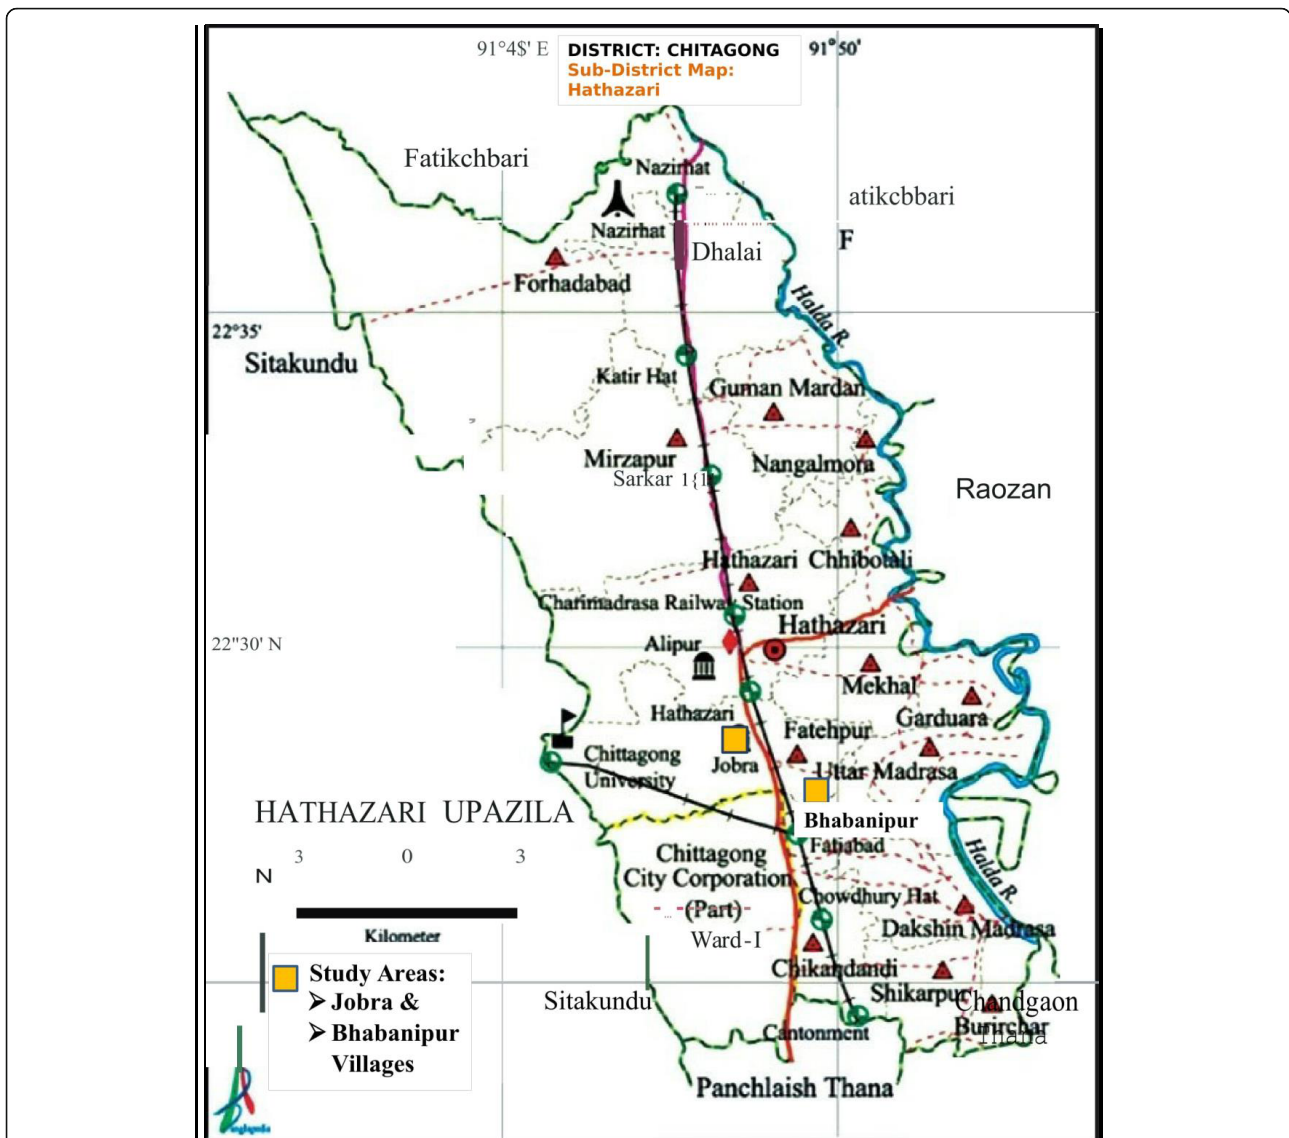 91°4$' E
DISTRICT: CHITAGONG
91°50'
Sub-District Map:
Hathazari
Fatikchbari
Nazirhat
atikcbbari
Nazirhat
F
Dhalai
Forhadabad
Halda R.
22°35'
Sitakundu
Katir Hat
Guman Mardan
Mirzapur
Nangalmora
Sarkar 1{1
Raozan
Hathazari
Chhibotali
Charimadrasa Railway Station
Hathazari
22"30' N
Alipur
Mekhal
Hathazari
Garduara
Fatehpur
Chittagong
University
Jobra
Uttar Madrasa
HATHAZARI UPAZILA
Bhabanipur
Fatiabad
3 0 3
Chittagong
City Corporation
(Part)
Halda R.
N
Chowdhury Hat
Dakshin Madrasa
Kilometer
Ward-I
Chikandandi
Study Areas:
➢ Jobra &
➢ Bhabanipur
Villages
Shikarpur
Sitakundu
Chandgaon
Thana
Burirchar
Cantonment
Panchlaish Thana